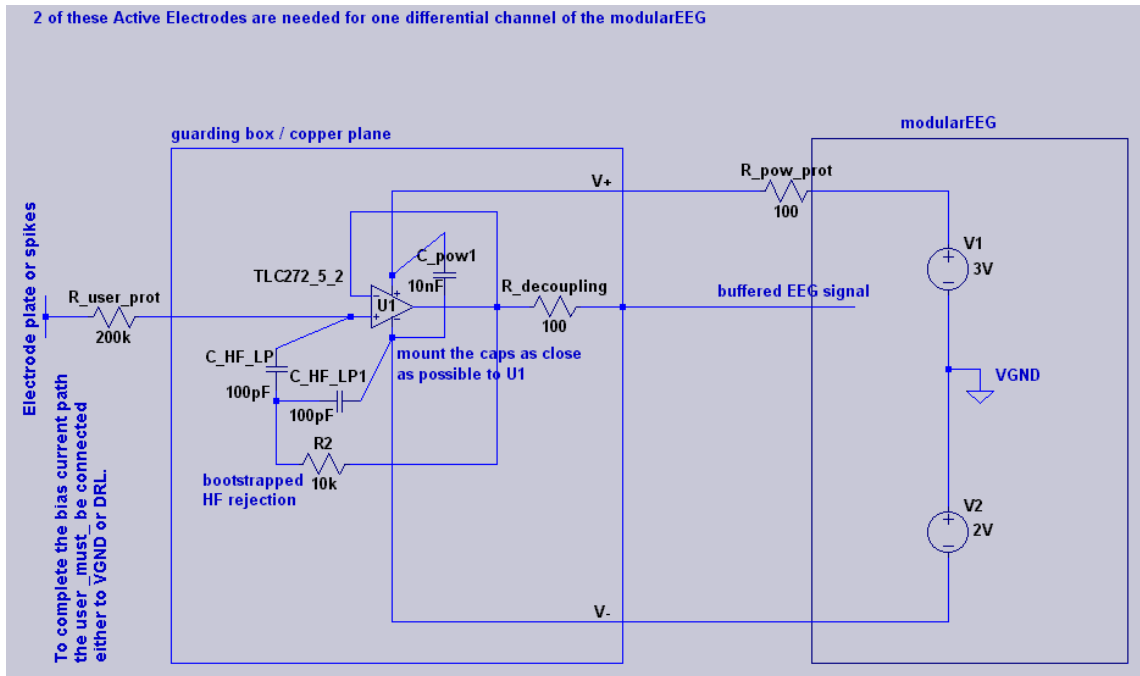 2 of these Active Electrodes are needed for one differential channel of the modularEEG
guarding box / copper plane
modularEEG
V+
R_pow_prot
100
V1
3V
Electrode plate or spikes
R_user_prot
200k
TLC272_5_2
C_pow1
10nF
U1
R_decoupling
100
buffered EEG signal
mount the caps as close
as possible to U1
C_HF_LP
100pF
C_HF_LP1
100pF
VGND
R2
10k
bootstrapped
HF rejection
V2
2V
To complete the bias current path
the user _must_ be connected
either to VGND or DRL.
V-